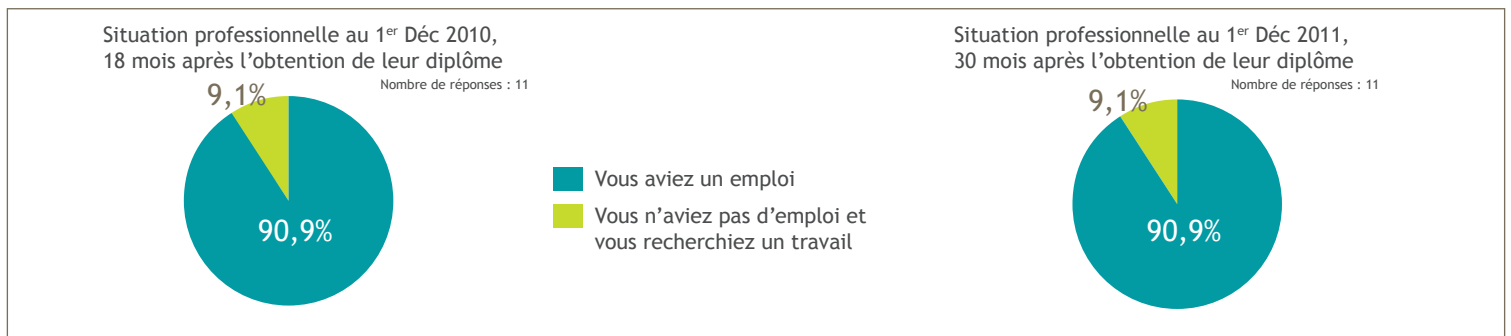 Situation professionnelle au 1er Déc 2010,
18 mois après l’obtention de leur diplôme
Nombre de réponses : 11
9,1%
90,9%
Vous aviez un emploi
Vous n’aviez pas d’emploi et
vous recherchiez un travail
Situation professionnelle au 1er Déc 2011,
30 mois après l’obtention de leur diplôme
Nombre de réponses : 11
9,1%
90,9%